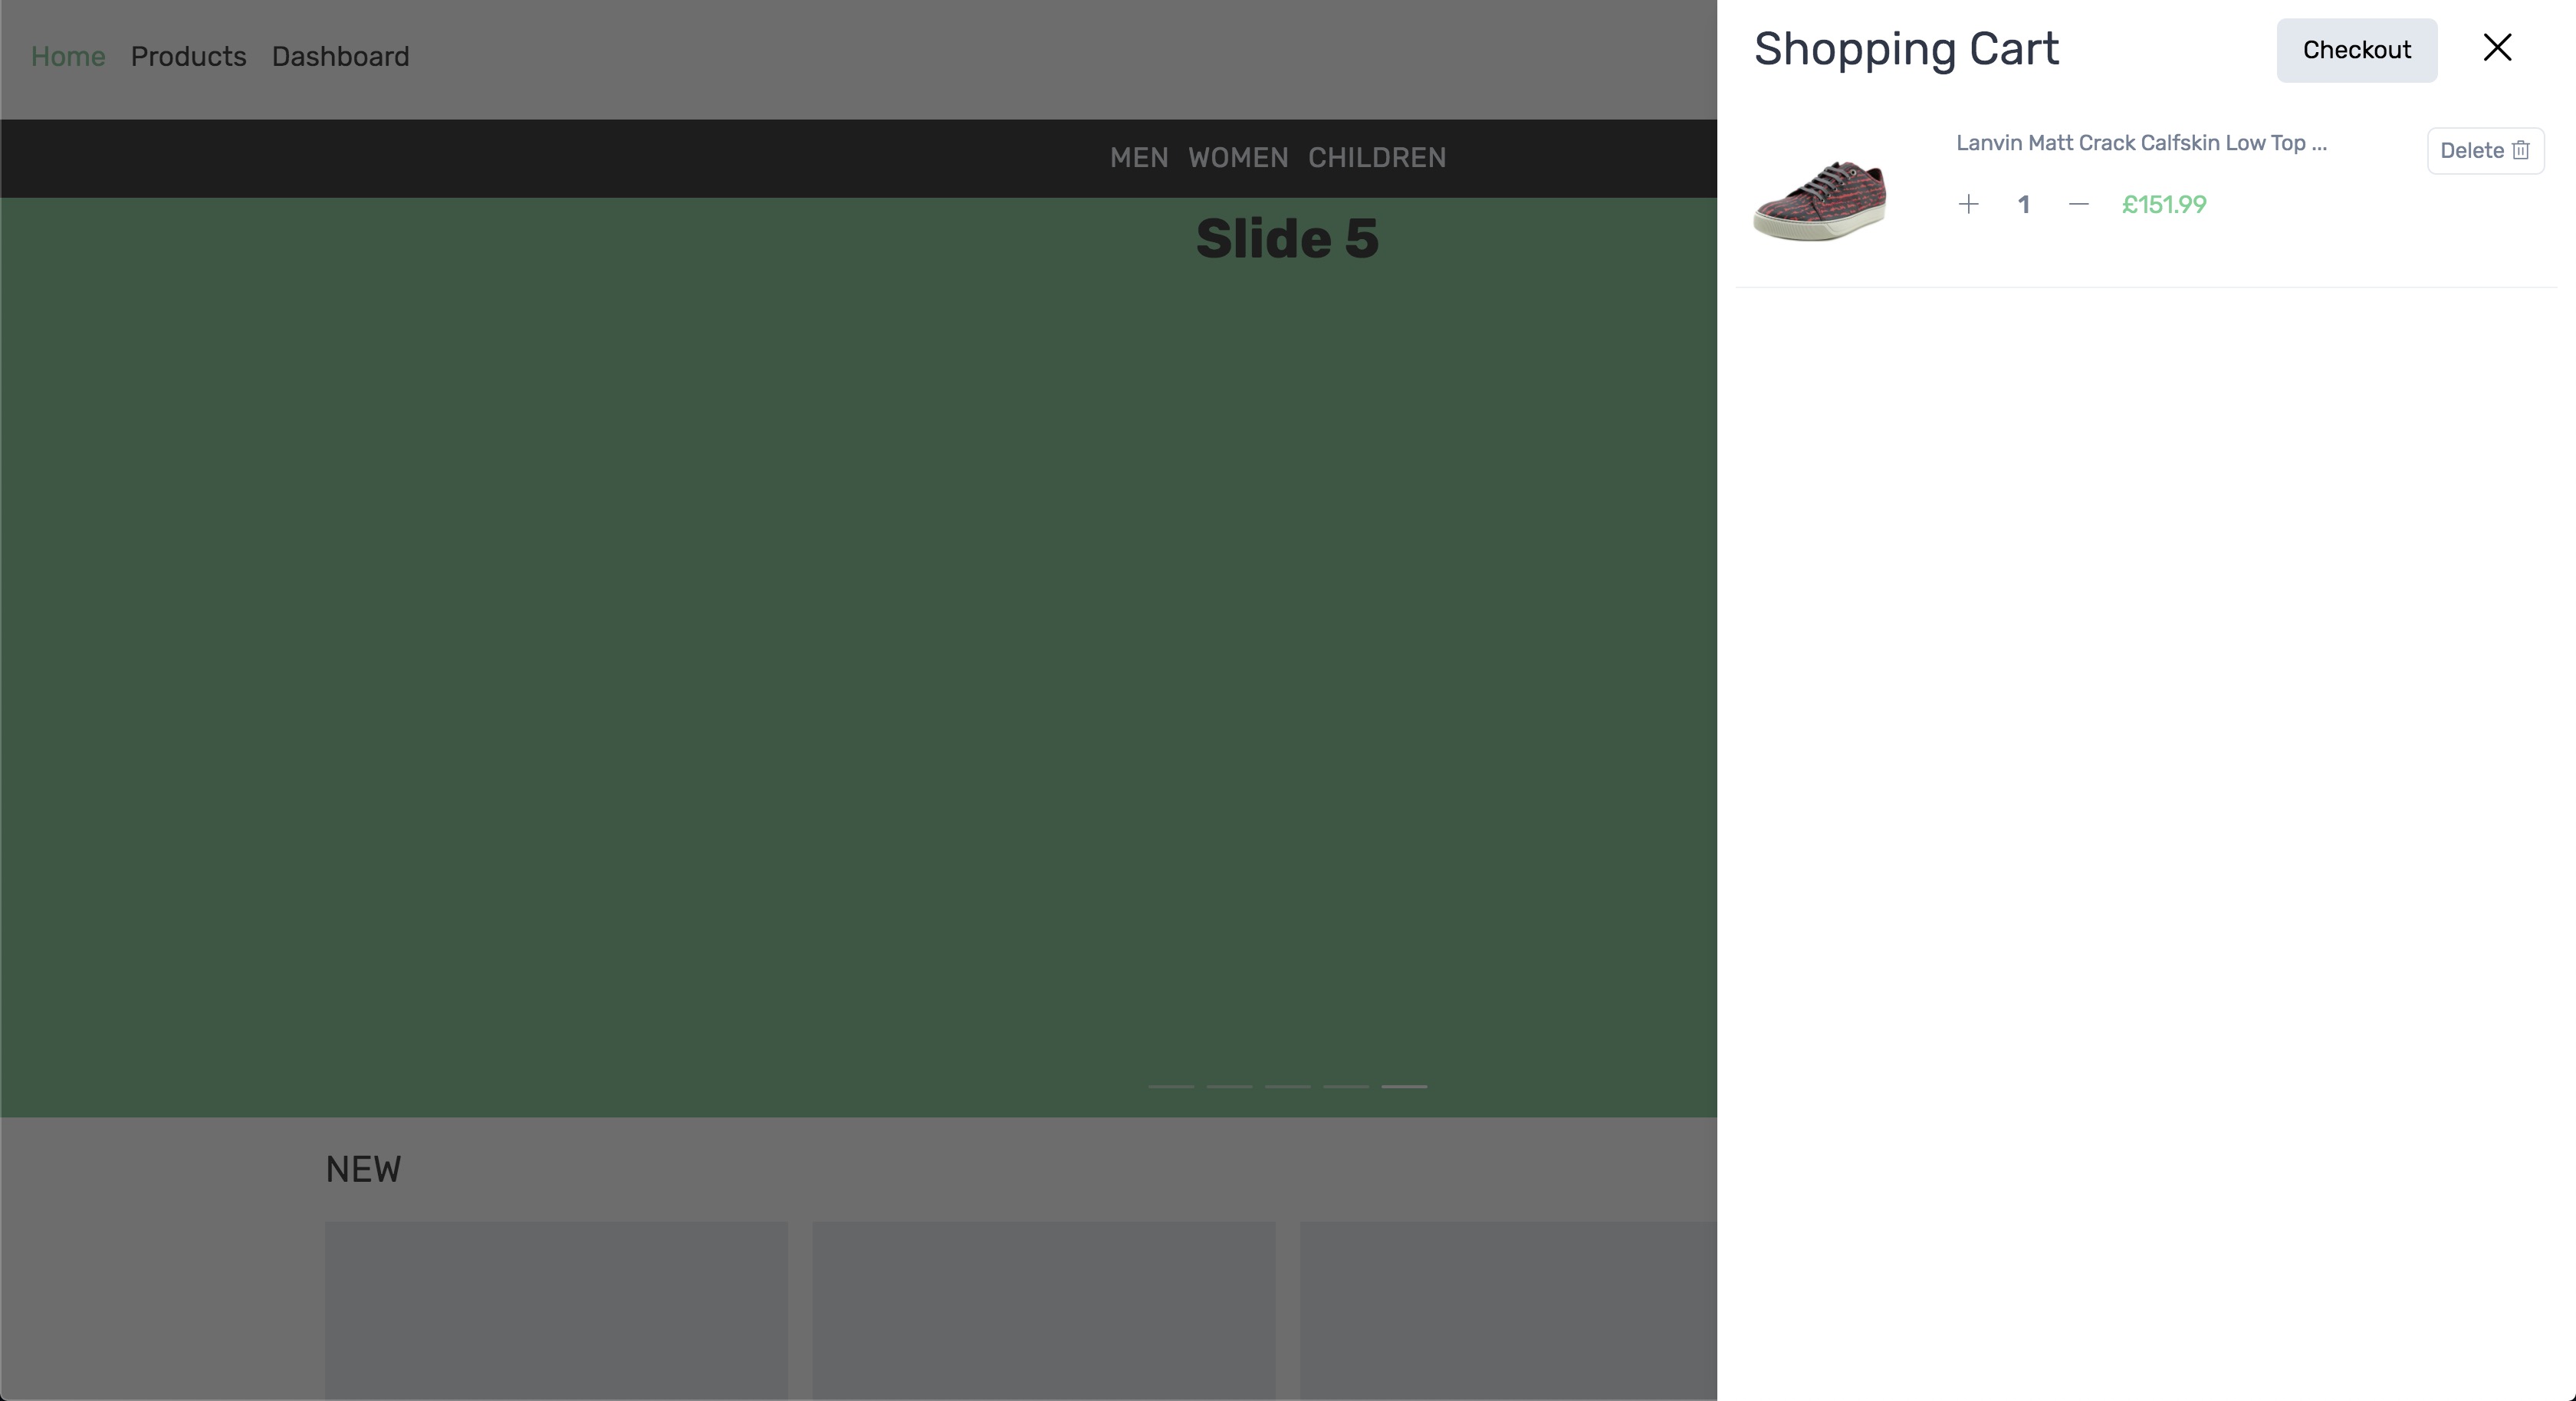 Home Products Dashboard
MEN WOMEN CHILDREN
Slide 5
NEW
Shopping Cart
Checkout
Lanvin Matt Crack Calfskin Low Top ...
Delete
1
£151.99